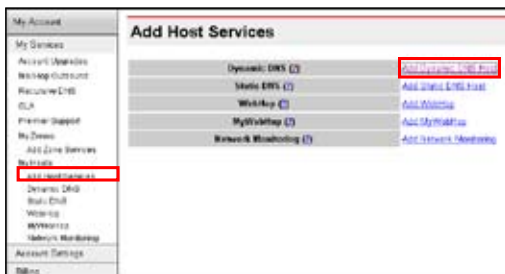 My Account
My Services
Account Upgrades
MailHop Outbound
Recursive DNS
SLA
Premier Support
My Zones
Add Zone Services
My Hosts
Add Host Services
Dynamic DNS
Static DNS
WebHop
MyWebHop
Network Monitoring
Account Settings
Billing
Add Host Services
Dynamic DNS (?) Add Dynamic DNS Host
Static DNS (?) Add Static DNS Host
WebHop (?) Add WebHop
MyWebHop (?) Add MyWebHop
Network Monitoring (?) Add Network Monitoring